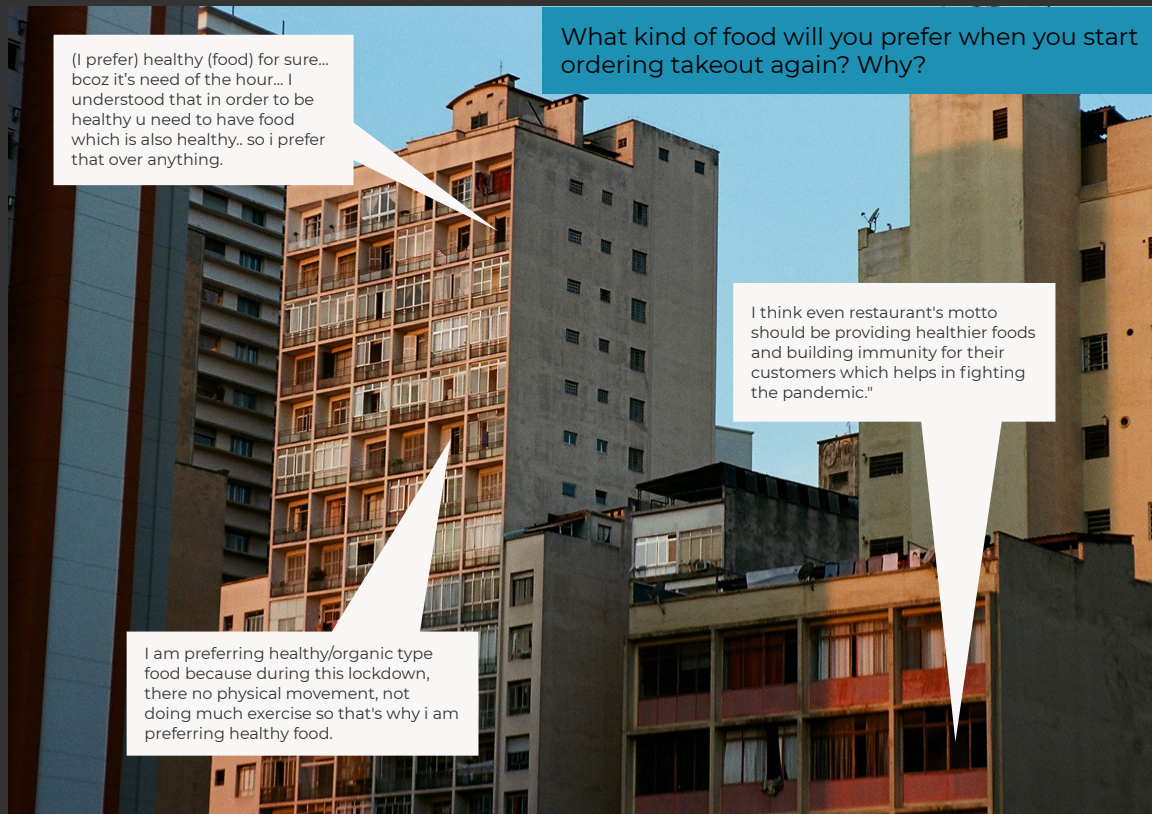 What kind of food will you prefer when you start
ordering takeout again? Why?
(I prefer) healthy (food) for sure...
bcoz it's need of the hour... I
understood that in order to be
healthy u need to have food
which is also healthy.. so i prefer
that over anything.
I think even restaurant's motto
should be providing healthier foods
and building immunity for their
customers which helps in fighting
the pandemic."
I am preferring healthy/organic type
food because during this lockdown,
there no physical movement, not
doing much exercise so that's why i am
preferring healthy food.